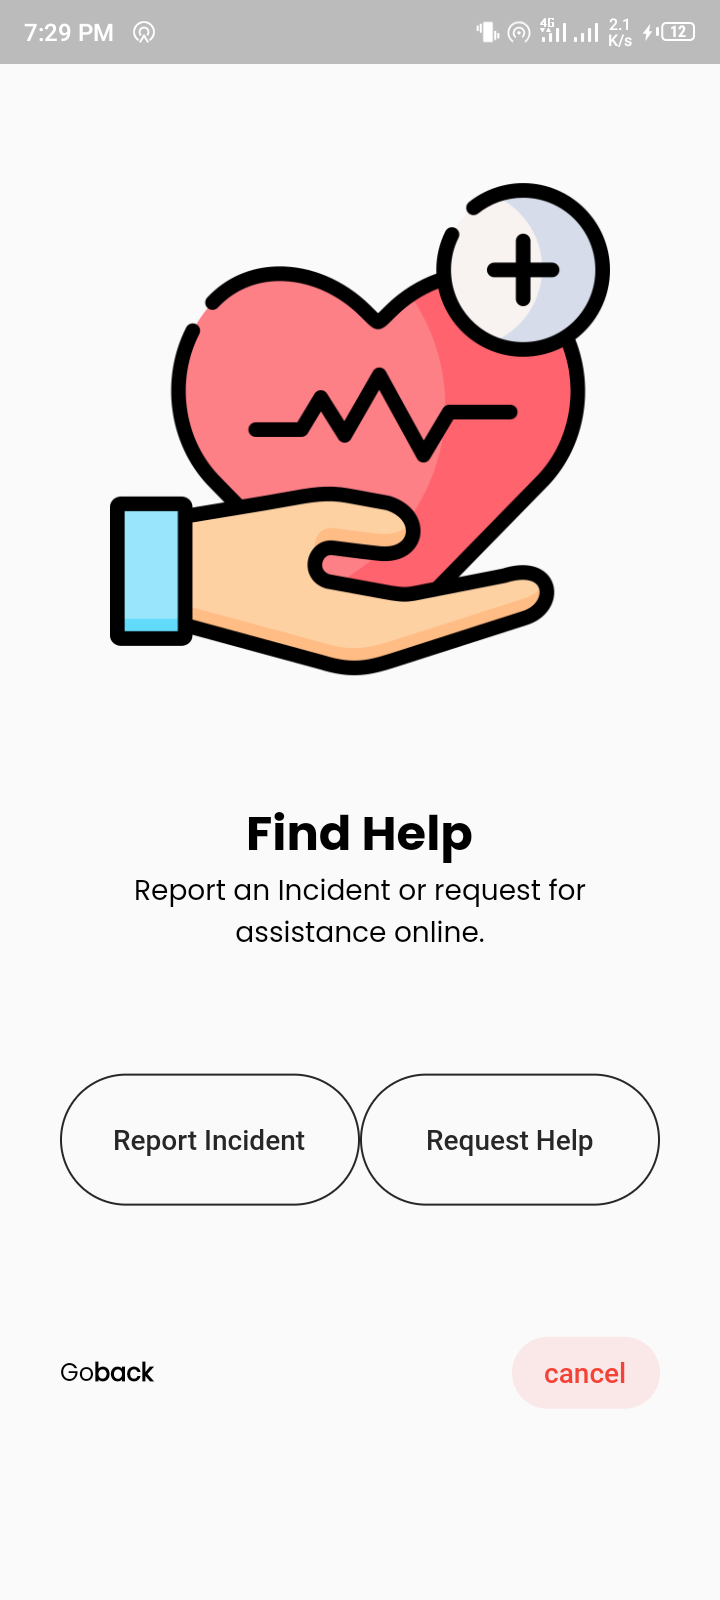 7:29 PM 4G 2.1 K/s 12
Find Help
Report an Incident or request for
assistance online.
Report Incident Request Help
Goback cancel